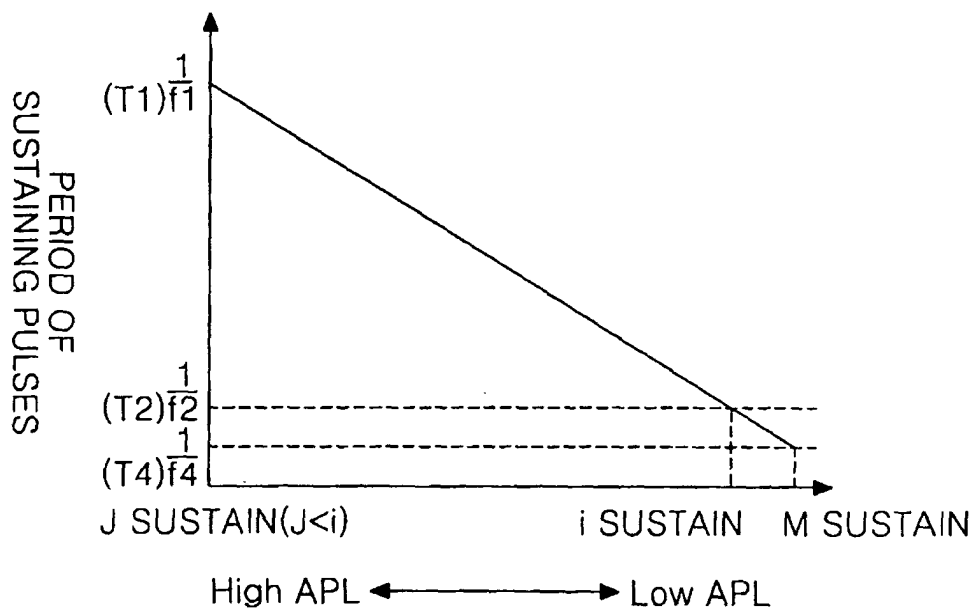 PERIOD OF
SUSTAINING PULSES
(T1) 1/f1
(T2) 1/f2
(T4) 1/f4
J SUSTAIN(J<i)
i SUSTAIN
M SUSTAIN
High APL
Low APL